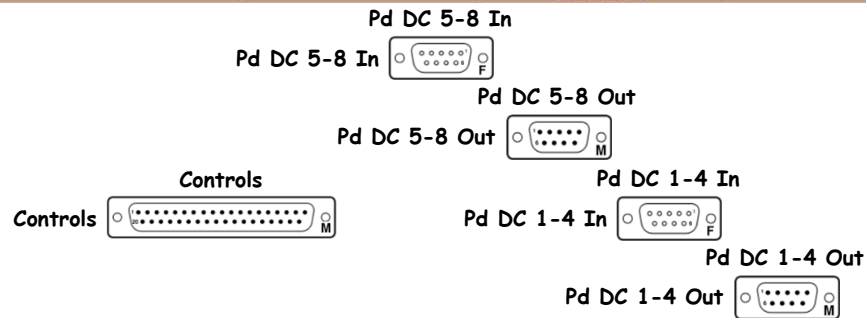 Pd DC 5-8 In
Pd DC 5-8 In
F
Pd DC 5-8 Out
Pd DC 5-8 Out
M
Controls
Controls
M
Pd DC 1-4 In
Pd DC 1-4 In
F
Pd DC 1-4 Out
Pd DC 1-4 Out
M